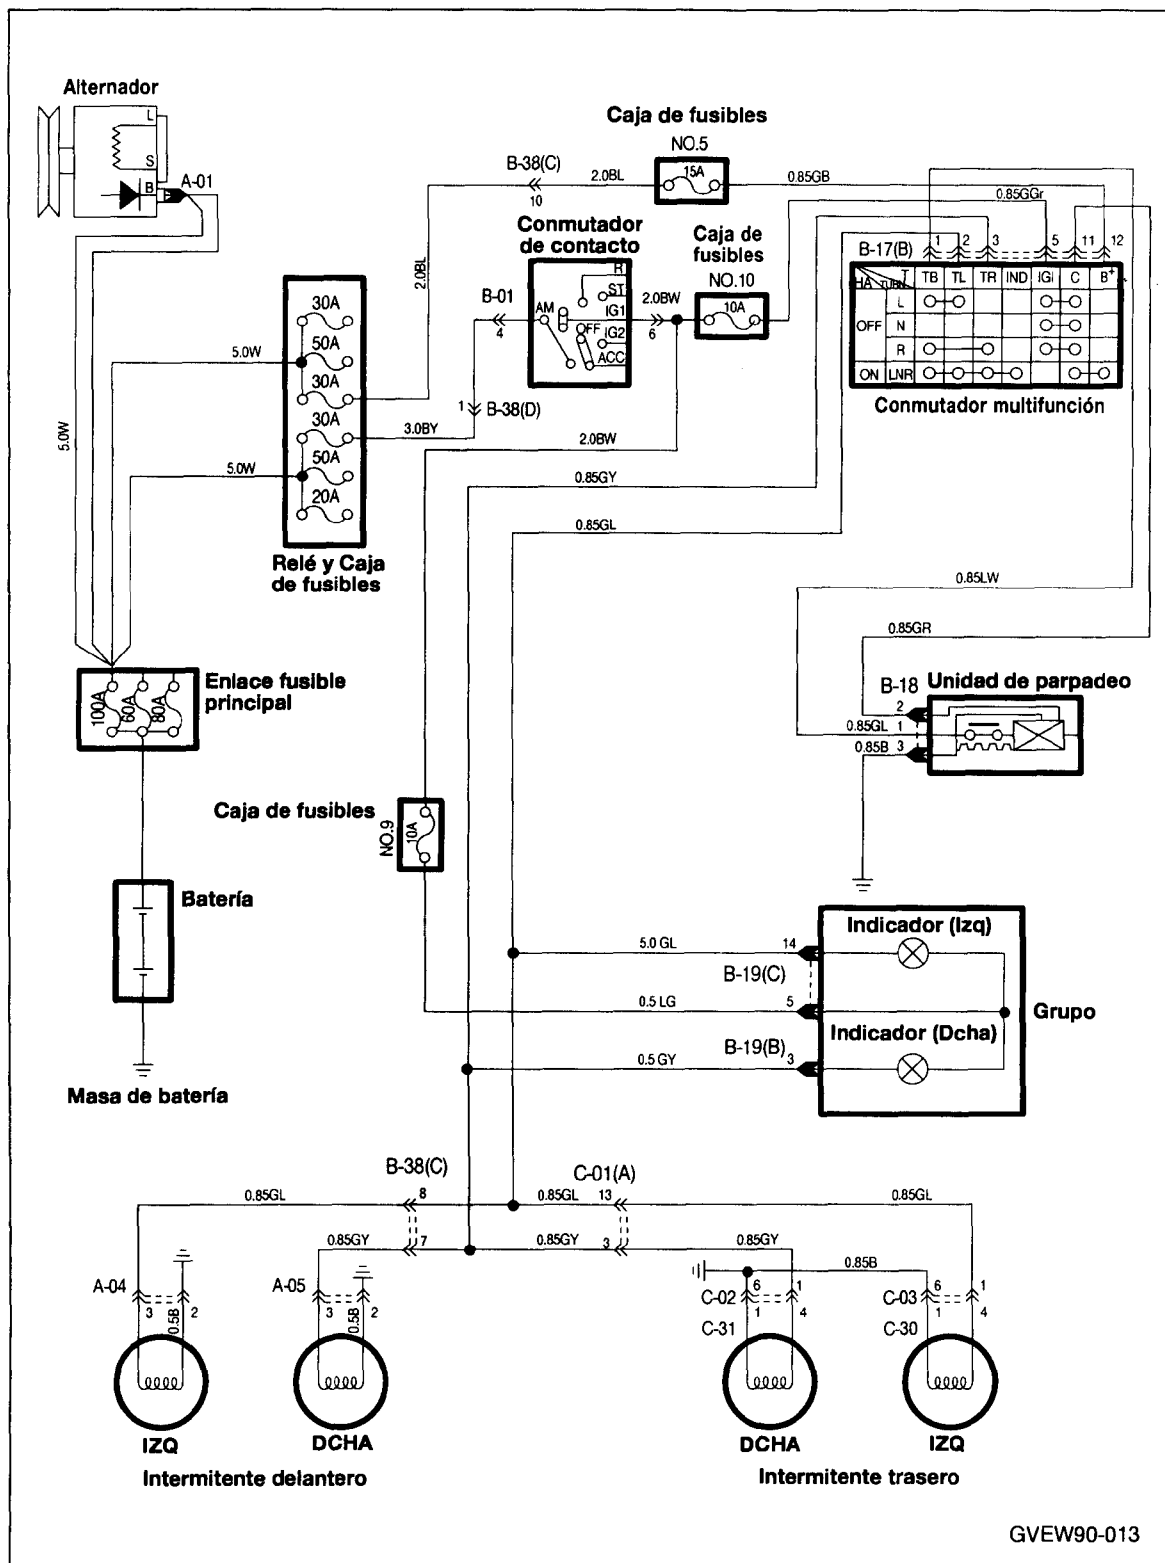 Alternador
L
S
B
A-01
Caja de fusibles
NO.5
15A
B-38(C)
10
2.0BL
0.85GB
0.85GGr
Conmutador
de contacto
Caja de
fusibles
NO.10
10A
B-17(B)
1
2
3
5
11
12
HA
TURN
T
TB
TL
TR
IND
IGi
C
B+
OFF
L
N
R
ON
LNR
Conmutador multifunción
R
ST
IG1
IG2
ACC
AM
OFF
B-01
4
2.0BW
6
2.0BL
30A
50A
30A
30A
50A
20A
5.0W
5.0W
5.0W
1
B-38(D)
3.0BY
2.0BW
0.85GY
0.85GL
Relé y Caja
de fusibles
0.85LW
0.85GR
Enlace fusible
principal
100A
60A
80A
B-18
Unidad de parpadeo
2
0.85GL
1
0.85B
3
Caja de fusibles
NO.9
10A
Batería
Masa de batería
Indicador (Izq)
5.0 GL
14
B-19(C)
0.5 LG
5
Grupo
Indicador (Dcha)
B-19(B)
0.5 GY
3
B-38(C)
C-01(A)
0.85GL
8
0.85GL
13
0.85GL
0.85GY
7
0.85GY
3
0.85GY
0.85B
A-04
3
0.5B
2
A-05
3
0.5B
2
C-02
6
1
1
4
C-31
C-03
6
1
1
4
C-30
IZQ
DCHA
DCHA
IZQ
Intermitente delantero
Intermitente trasero
GVEW90-013